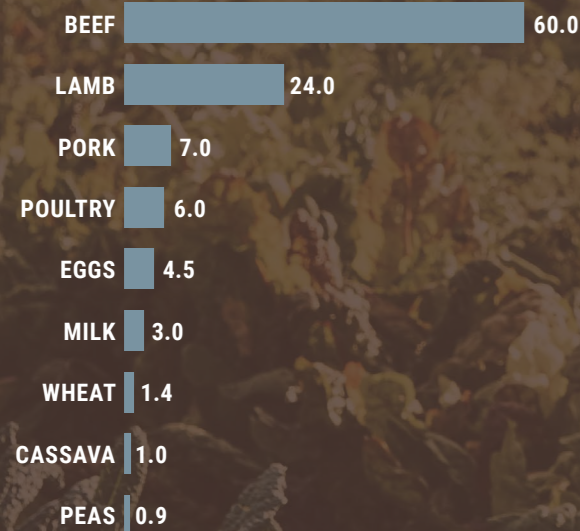 BEEF 60.0
LAMB 24.0
PORK 7.0
POULTRY 6.0
EGGS 4.5
MILK 3.0
WHEAT 1.4
CASSAVA 1.0
PEAS 0.9